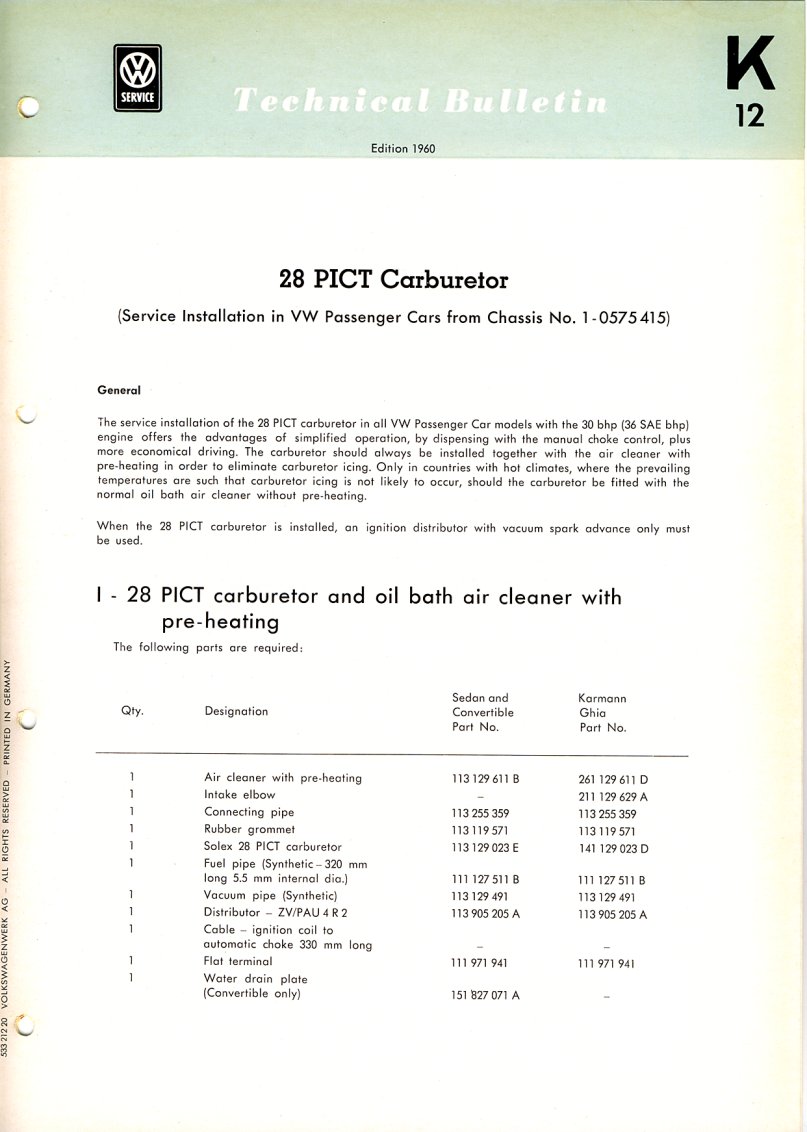 VW
SERVICE
Technical Bulletin
K
12
Edition 1960
28 PICT Carburetor
(Service Installation in VW Passenger Cars from Chassis No. 1-0575 415)
General
The service installation of the 28 PICT carburetor in all VW Passenger Car models with the 30 bhp (36 SAE bhp)
engine offers the advantages of simplified operation, by dispensing with the manual choke control, plus
more economical driving. The carburetor should always be installed together with the air cleaner with
pre-heating in order to eliminate carburetor icing. Only in countries with hot climates, where the prevailing
temperatures are such that carburetor icing is not likely to occur, should the carburetor be fitted with the
normal oil bath air cleaner without pre-heating.
When the 28 PICT carburetor is installed, an ignition distributor with vacuum spark advance only must
be used.
I - 28 PICT carburetor and oil bath air cleaner with
pre-heating
The following parts are required:
Qty. Designation Sedan and Convertible Part No. Karmann Ghia Part No.
1 Air cleaner with pre-heating 113 129 611 B 261 129 611 D
1 Intake elbow – 211 129 629 A
1 Connecting pipe 113 255 359 113 255 359
1 Rubber grommet 113 119 571 113 119 571
1 Solex 28 PICT carburetor 113 129 023 E 141 129 023 D
1 Fuel pipe (Synthetic – 320 mm
long 5.5 mm internal dia.) 111 127 511 B 111 127 511 B
1 Vacuum pipe (Synthetic) 113 129 491 113 129 491
1 Distributor – ZV/PAU 4 R 2 113 905 205 A 113 905 205 A
1 Cable – ignition coil to
automatic choke 330 mm long – –
1 Flat terminal 111 971 941 111 971 941
1 Water drain plate
(Convertible only) 151 827 071 A –
533 212 20 VOLKSWAGENWERK AG – ALL RIGHTS RESERVED – PRINTED IN GERMANY